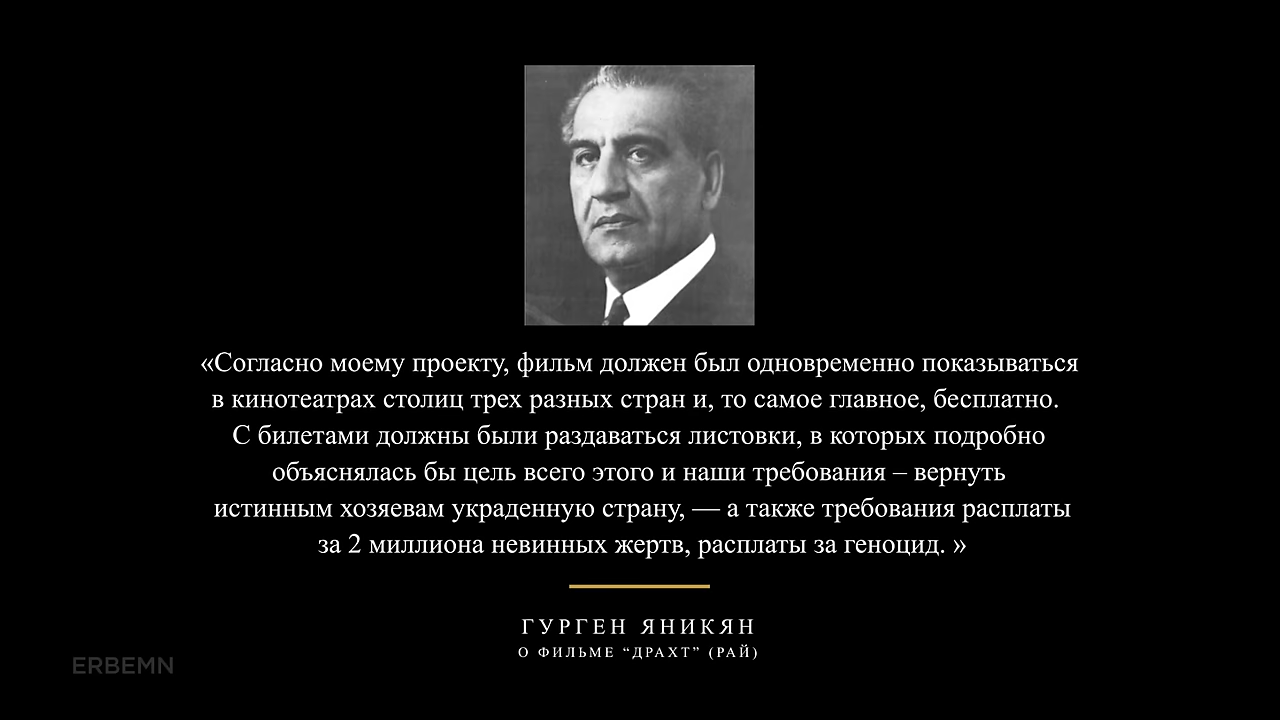 «Согласно моему проекту, фильм должен был одновременно показываться
в кинотеатрах столиц трех разных стран и, то самое главное, бесплатно.
С билетами должны были раздаваться листовки, в которых подробно
объяснялась бы цель всего этого и наши требования – вернуть
истинным хозяевам украденную страну, — а также требования расплаты
за 2 миллиона невинных жертв, расплаты за геноцид. »
ГУРГЕН ЯНИКЯН
О ФИЛЬМЕ “ДРАХТ” (РАЙ)
ERBEMN